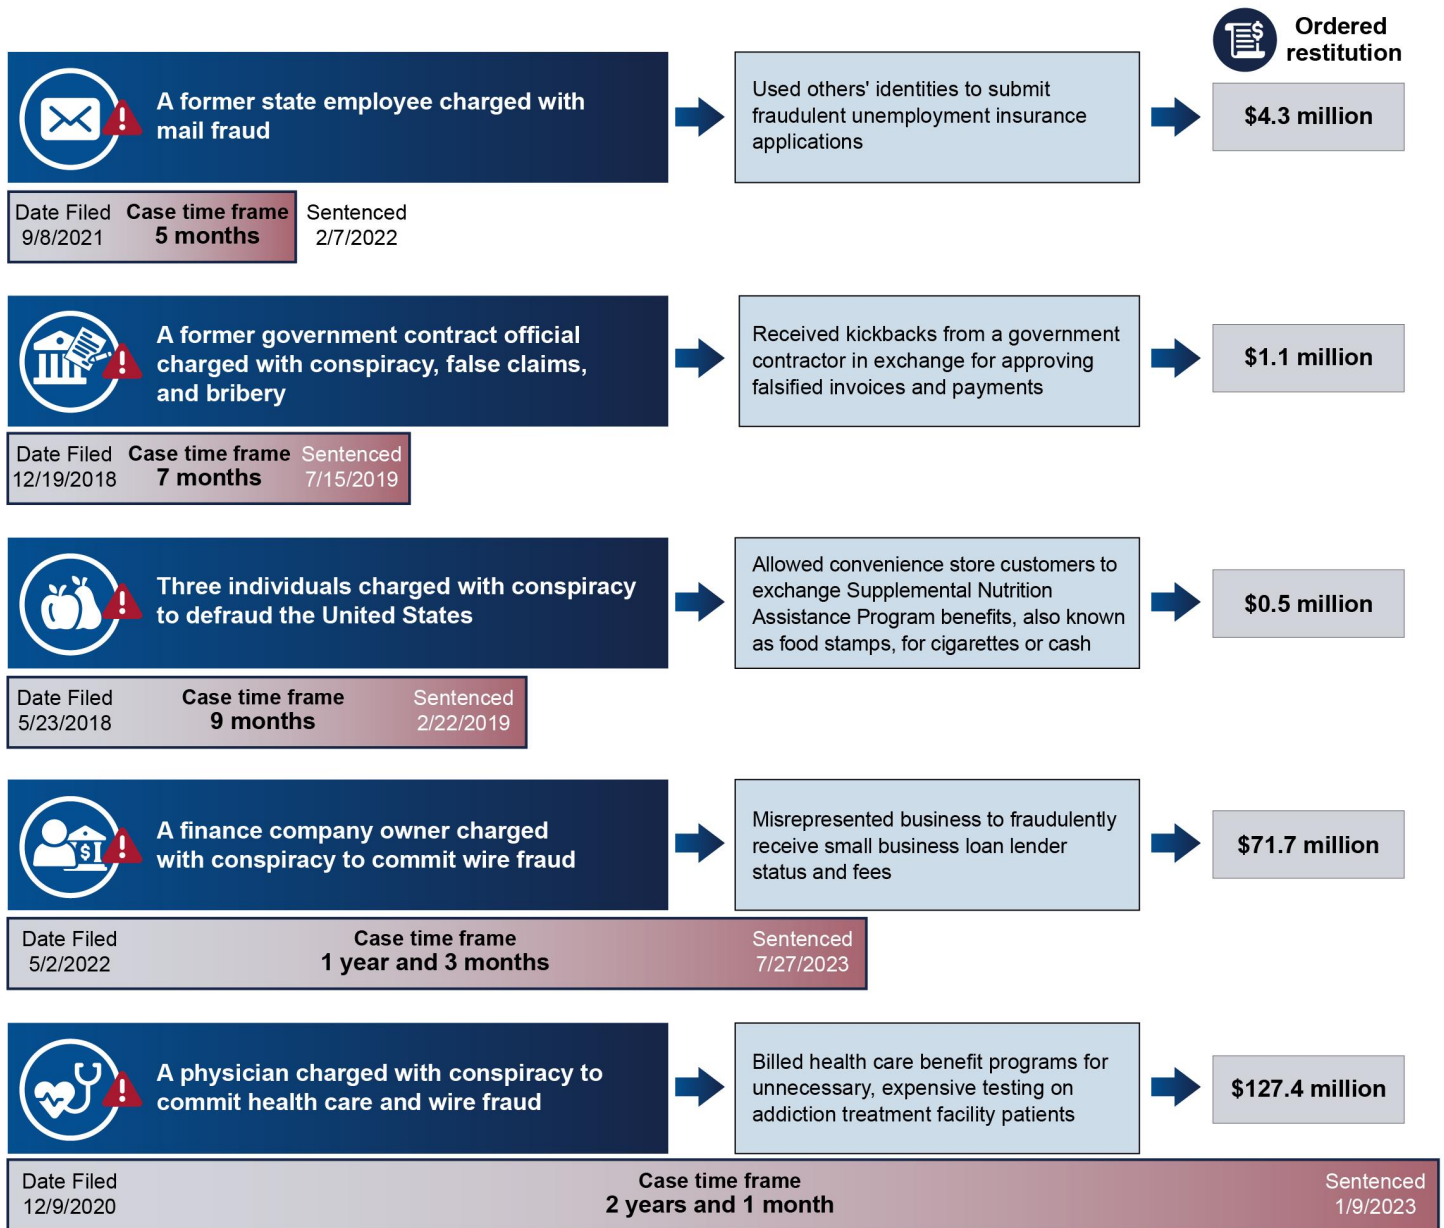 Ordered
restitution
A former state employee charged with
mail fraud
Used others' identities to submit
fraudulent unemployment insurance
applications
$4.3 million
Date Filed
9/8/2021
Case time frame
5 months
Sentenced
2/7/2022
A former government contract official
charged with conspiracy, false claims,
and bribery
Received kickbacks from a government
contractor in exchange for approving
falsified invoices and payments
$1.1 million
Date Filed
12/19/2018
Case time frame
7 months
Sentenced
7/15/2019
Three individuals charged with conspiracy
to defraud the United States
Allowed convenience store customers to
exchange Supplemental Nutrition
Assistance Program benefits, also known
as food stamps, for cigarettes or cash
$0.5 million
Date Filed
5/23/2018
Case time frame
9 months
Sentenced
2/22/2019
A finance company owner charged
with conspiracy to commit wire fraud
Misrepresented business to fraudulently
receive small business loan lender
status and fees
$71.7 million
Date Filed
5/2/2022
Case time frame
1 year and 3 months
Sentenced
7/27/2023
A physician charged with conspiracy to
commit health care and wire fraud
Billed health care benefit programs for
unnecessary, expensive testing on
addiction treatment facility patients
$127.4 million
Date Filed
12/9/2020
Case time frame
2 years and 1 month
Sentenced
1/9/2023